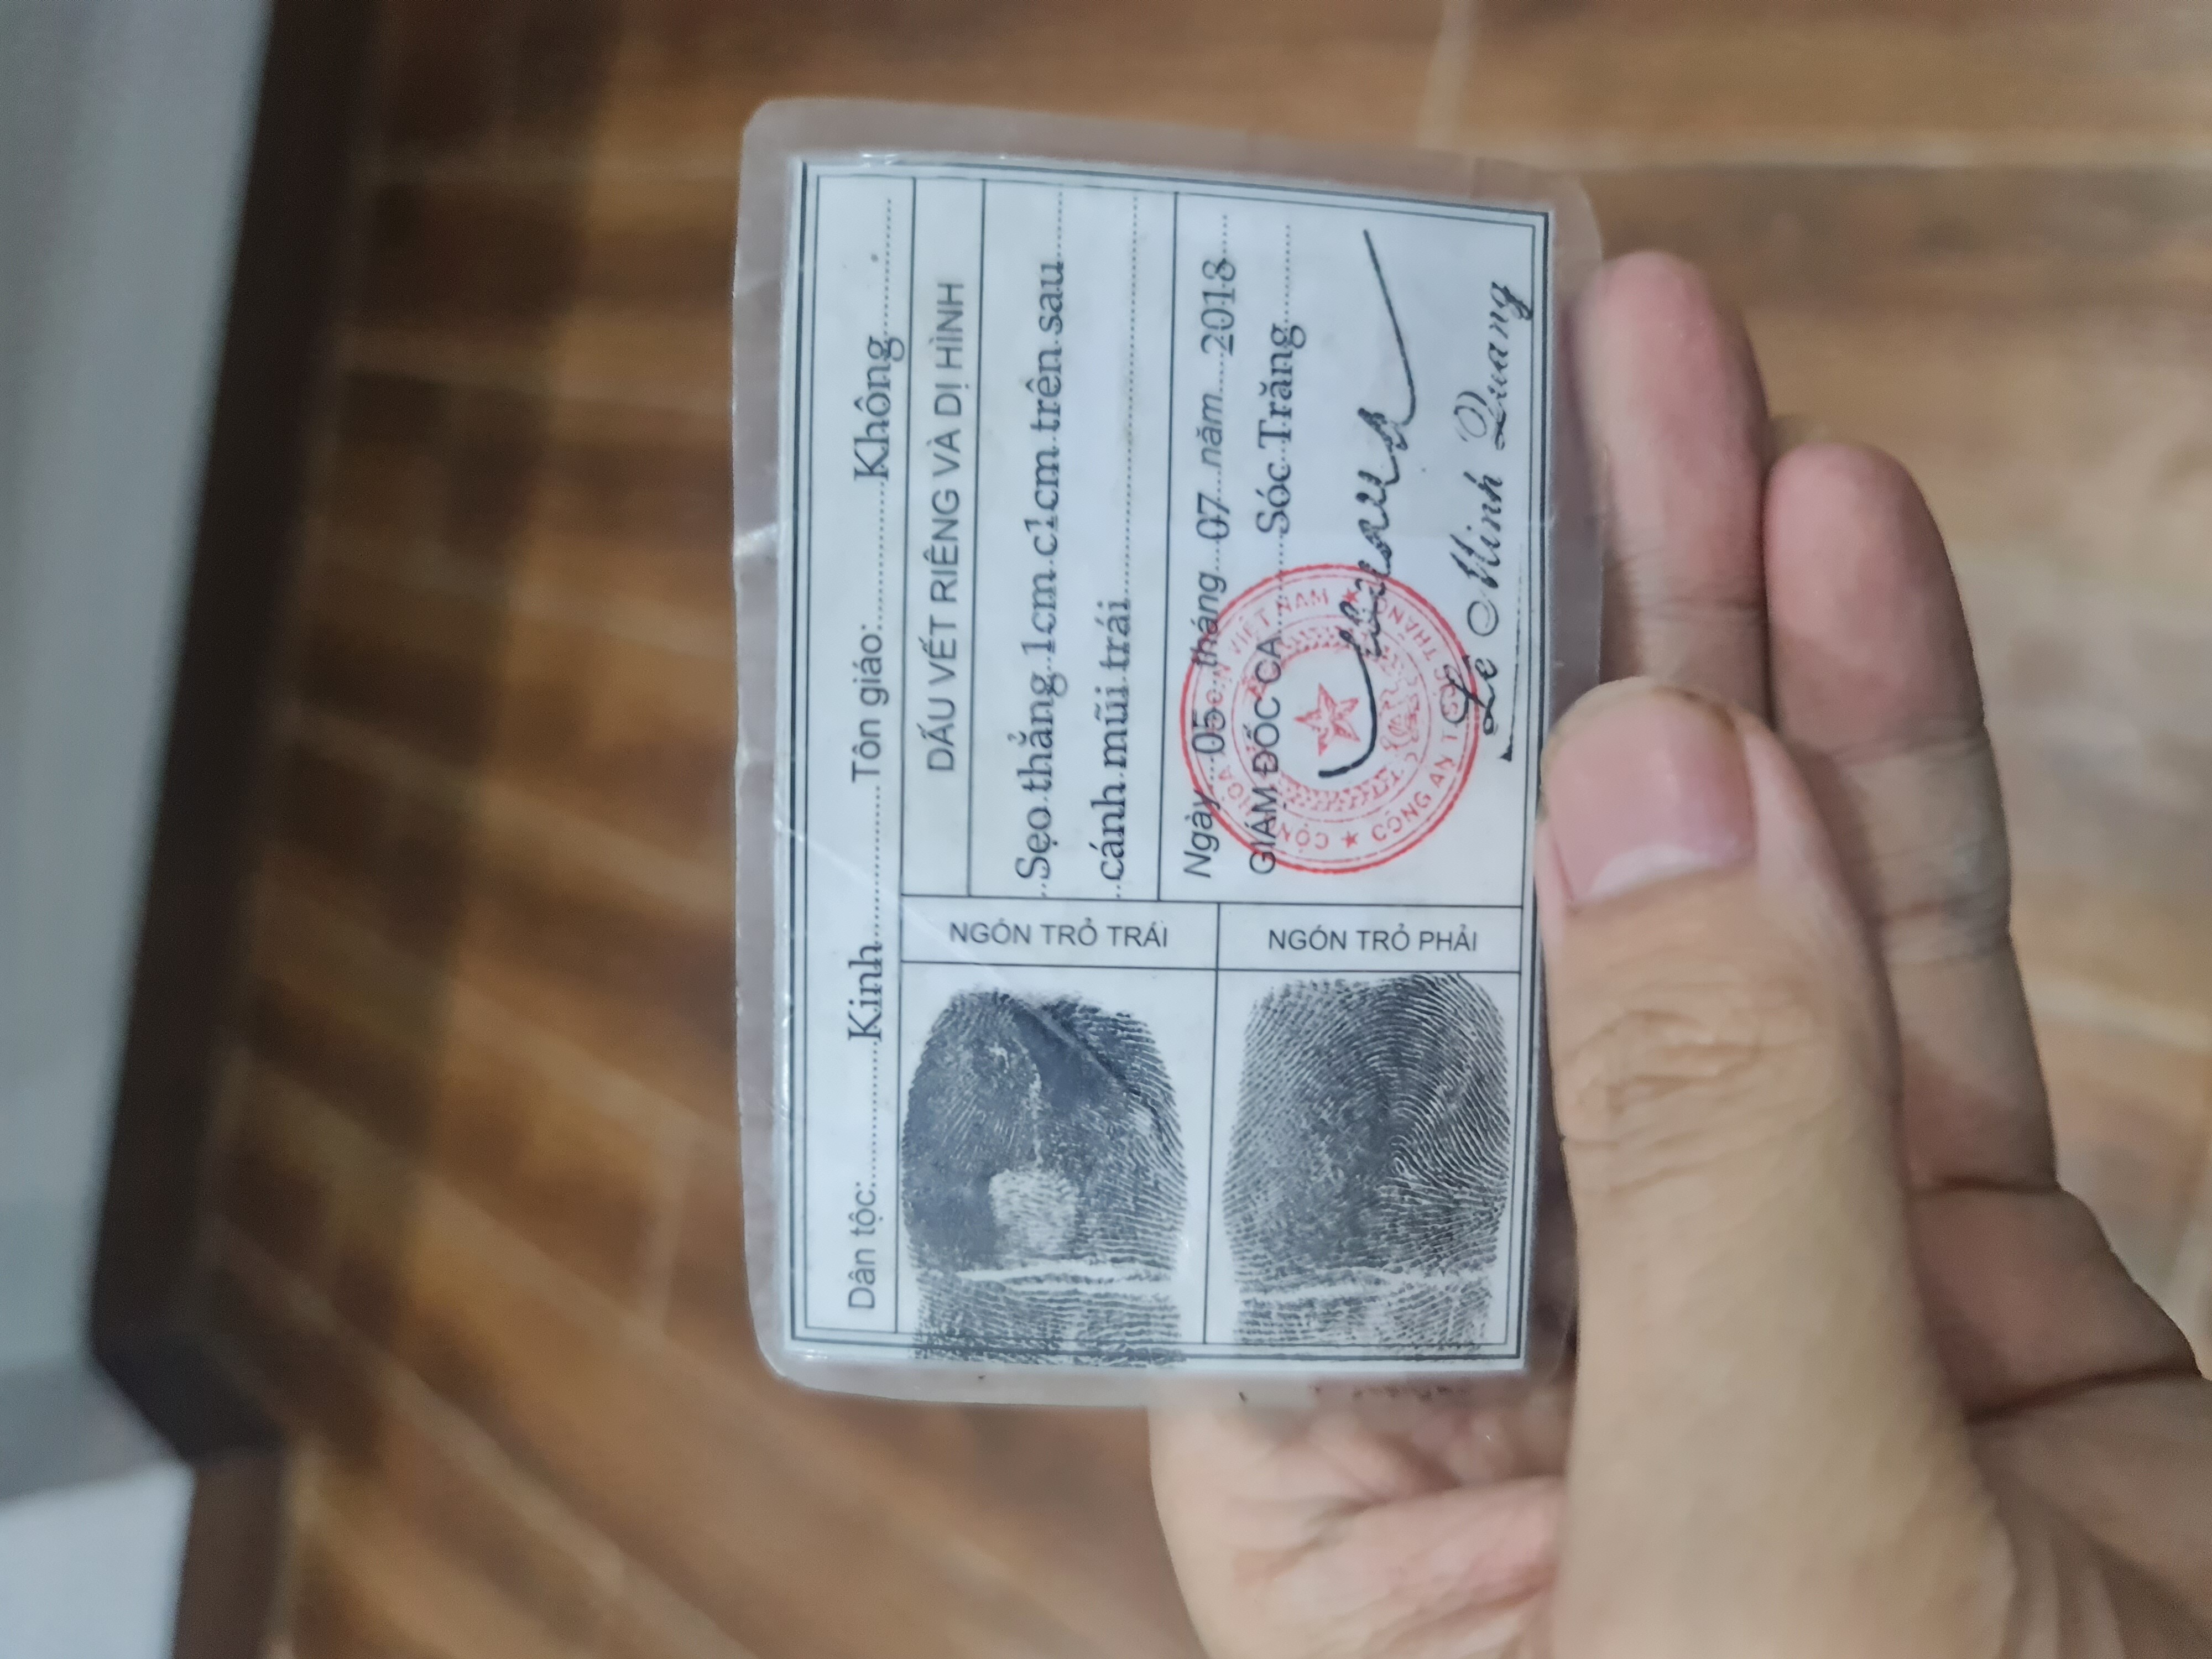 Dân tộc: Kinh Tôn giáo: Không
DẤU VẾT RIÊNG VÀ DỊ HÌNH
Sẹo thẳng 1cm c1cm trên sau
cánh mũi trái
NGÓN TRỎ TRÁI
NGÓN TRỎ PHẢI
Ngày 05 tháng 07 năm 2018
GIÁM ĐỐC CA Sóc Trăng
Lê Minh Quang